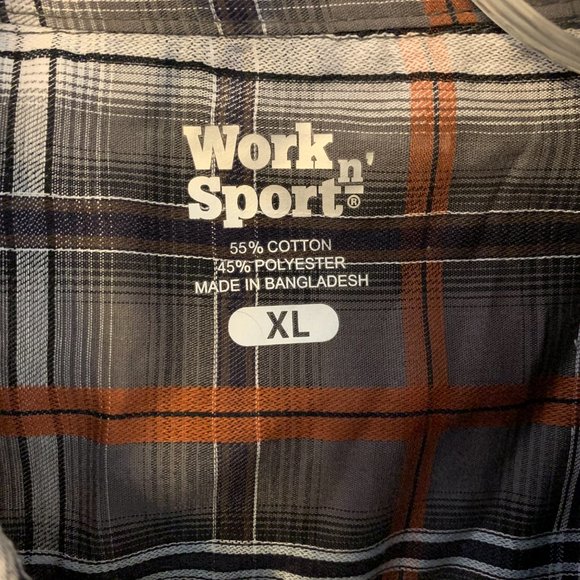 Work n'
Sport®
55% COTTON
45% POLYESTER
MADE IN BANGLADESH
XL